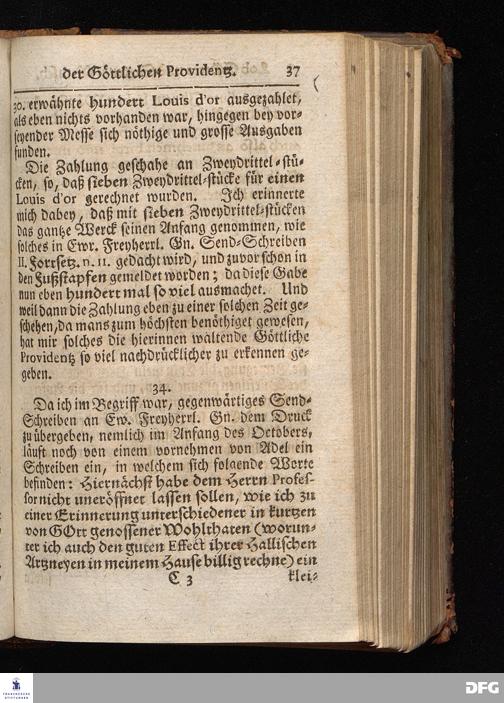 der Göttlichen Providentz. 37
30. erwähnte hundert Louis d'or ausgezahlet,
als eben nichts vorhanden war, hingegen bey vor-
seyender Messe sich nöthige und grosse Ausgaben
funden.
Die Zahlung geschahe an Zweydrittel-stü-
cken, so, daß sieben Zweydrittel-stücke für einen
Louis d'or gerechnet wurden. Ich erinnerte
mich dabey, daß mit sieben Zweydrittel-stücken
das gantze Werck seinen Anfang genommen, wie
solches in Ewr. Freyherrl. Gn. Send-Schreiben
II. Fortsetz. n. 11. gedacht wird, und zuvor schon in
den Fußstapfen gemeldet worden; da diese Gabe
nun eben hundert mal so viel ausmachet. Und
weil dann die Zahlung eben zu einer solchen Zeit ge-
schehen, da mans zum höchsten benöthiget gewesen,
hat mir solches die hierinnen waltende Göttliche
Providentz so viel nachdrücklicher zu erkennen ge-
geben.
34.
Da ich im Begriff war, gegenwärtiges Send-
Schreiben an Ew. Freyherrl. Gn. dem Druck
zu übergeben, nemlich im Anfang des Octobers,
läufft noch von einem vornehmen von Adel ein
Schreiben ein, in welchem sich folgende Worte
befinden: Hiernächst habe dem Herrn Profes-
sor nicht uneröffnet lassen sollen, wie ich zu
einer Erinnerung unterschiedener in kurtzen
von GOtt genossener Wohlthaten (worun-
ter ich auch den guten Effect ihrer Hallischen
Artzneyen in meinem Hause billig rechne) ein
C 3 klei-
FRANCKESCHE
STIFTUNGEN
DFG